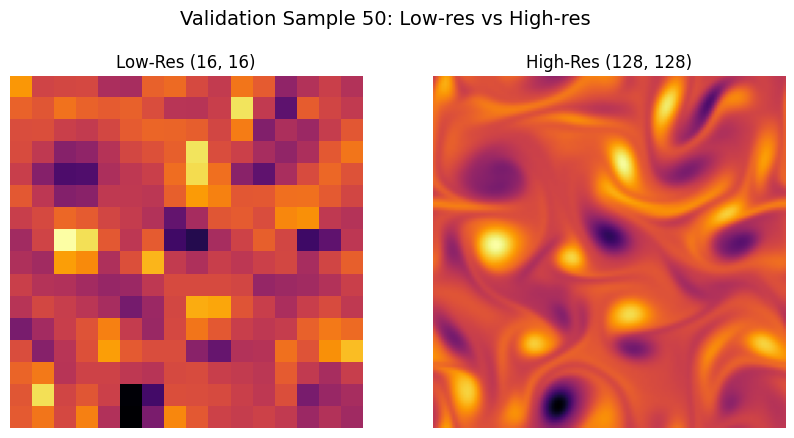 Validation Sample 50: Low-res vs High-res
Low-Res (16, 16)
High-Res (128, 128)